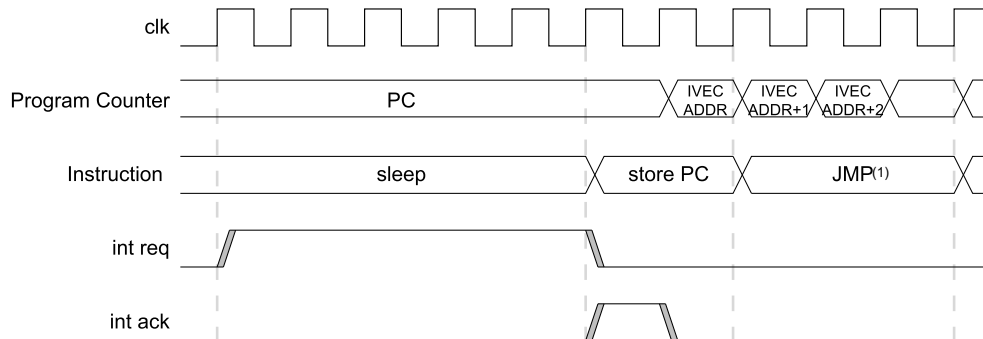 clk
Program Counter
PC
IVEC
ADDR
IVEC
ADDR+1
IVEC
ADDR+2
Instruction
sleep
store PC
JMP(1)
int req
int ack